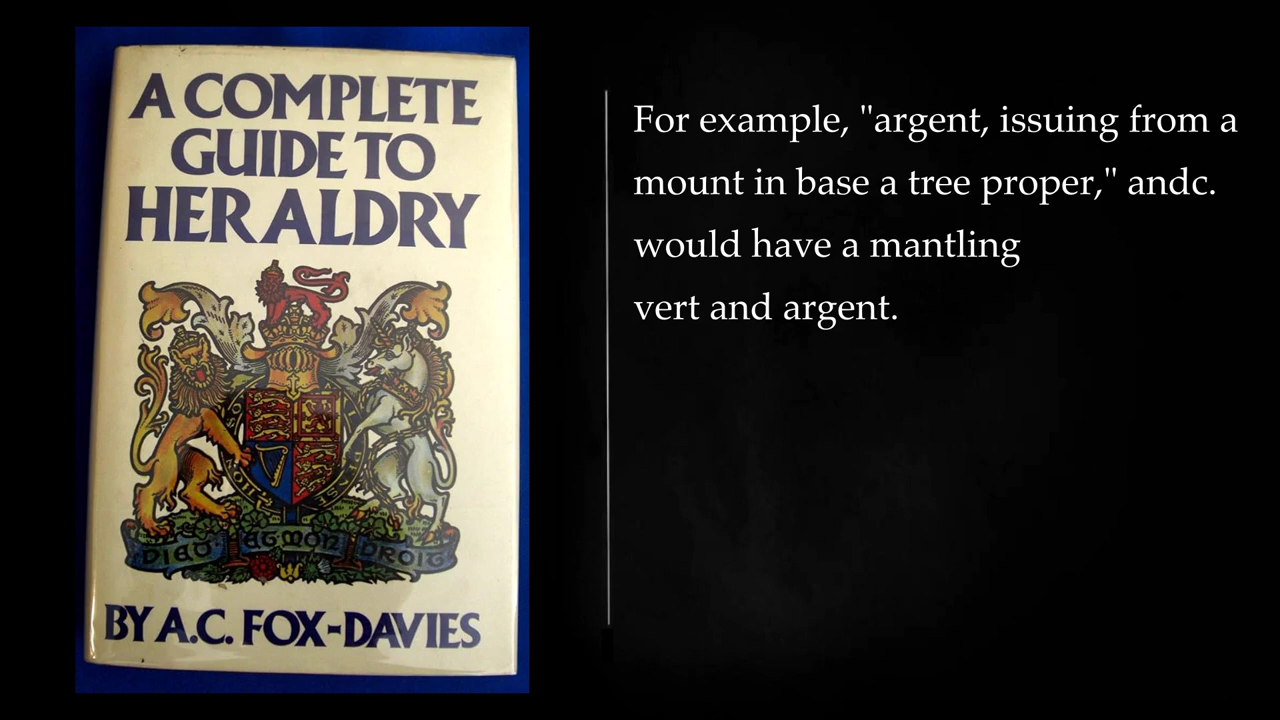 A COMPLETE
GUIDE TO
HERALDRY
DIEU ET MON DROIT
BY A.C. FOX-DAVIES
For example, "argent, issuing from a
mount in base a tree proper," andc.
would have a mantling
vert and argent.